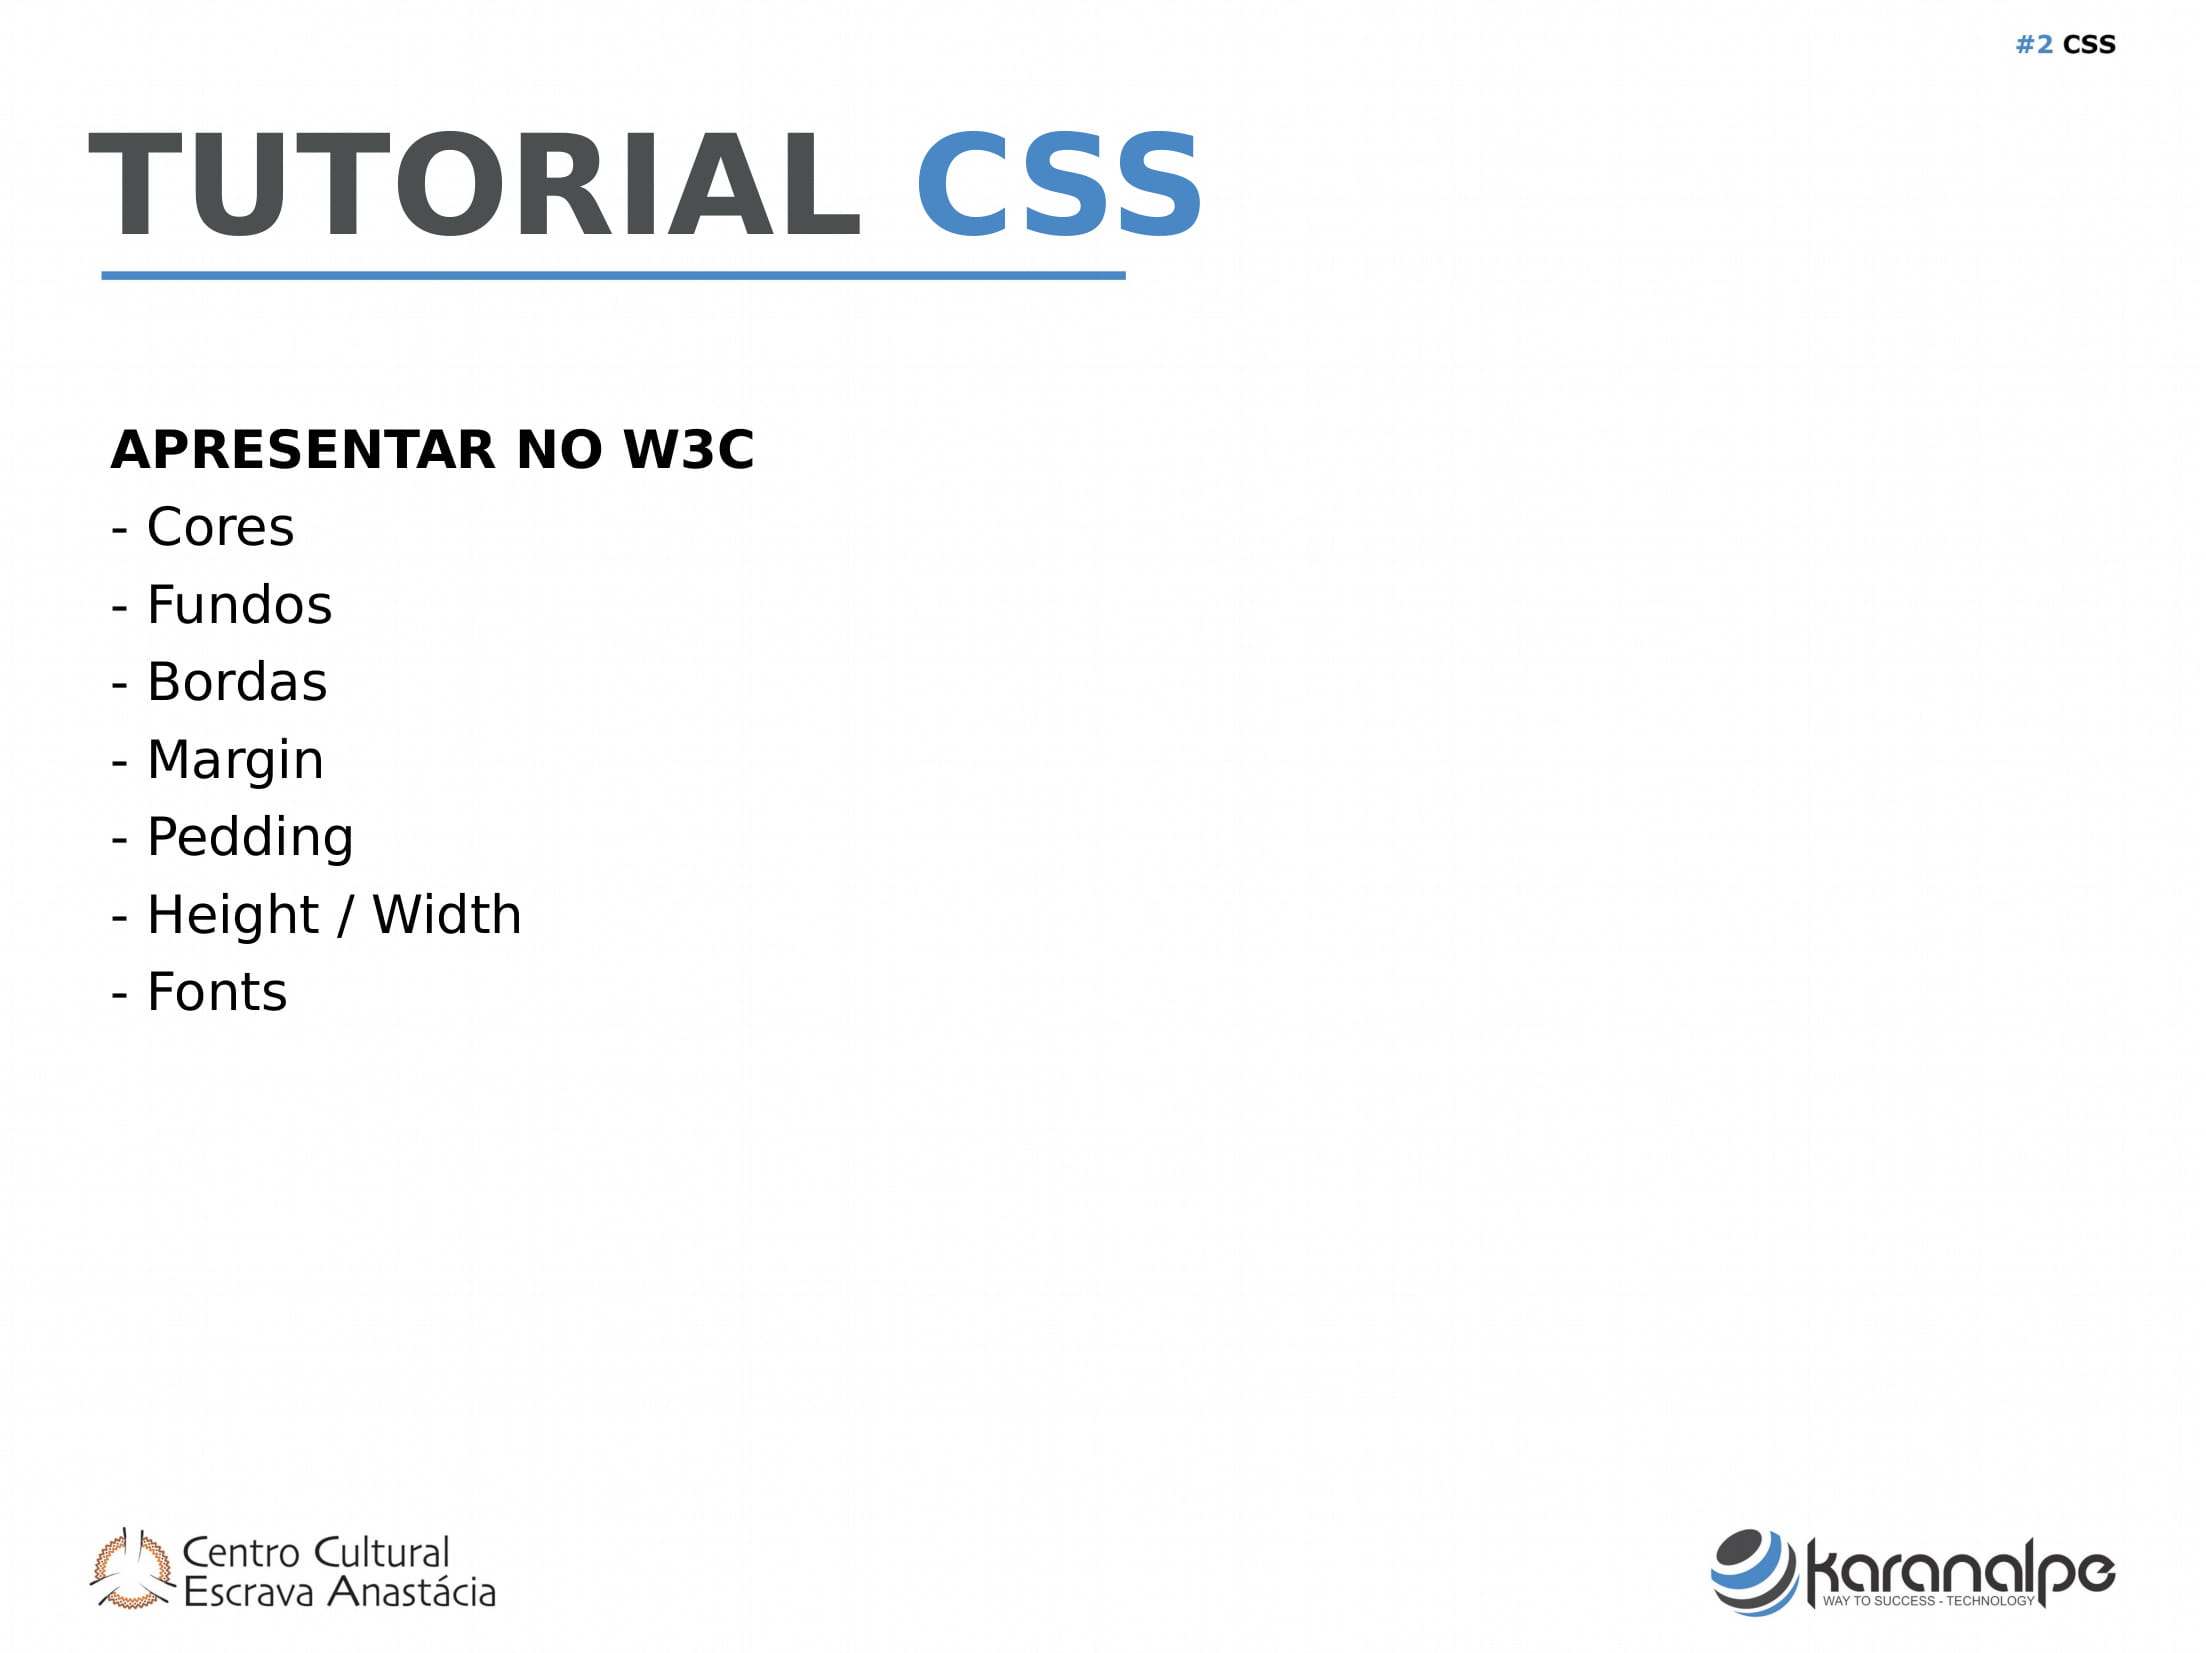 #2 CSS
TUTORIAL CSS
APRESENTAR NO W3C
- Cores
- Fundos
- Bordas
- Margin
- Pedding
- Height / Width
- Fonts
Centro Cultural
Escrava Anastácia
karanalpe
WAY TO SUCCESS - TECHNOLOGY